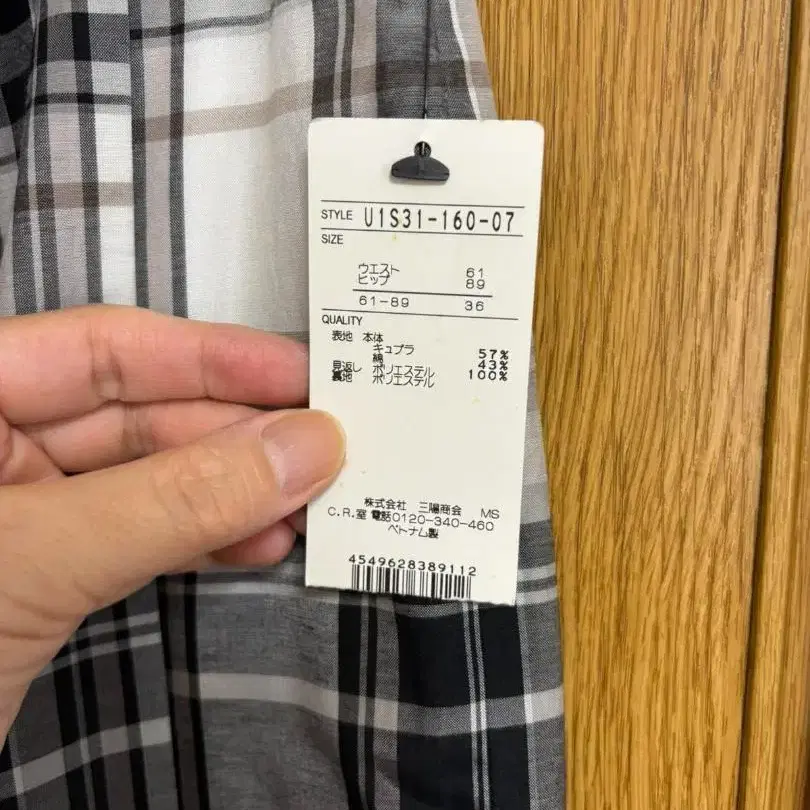 STYLE U1S31-160-07
SIZE
ウエスト 61
ヒップ 89
61-89 36
QUALITY
表地 本体
キュプラ 57%
綿 43%
見返し ポリエステル 100%
裏地 ポリエステル
株式会社 三陽商会 MS
C.R.室 電話0120-340-460
ベトナム製
4549628389112